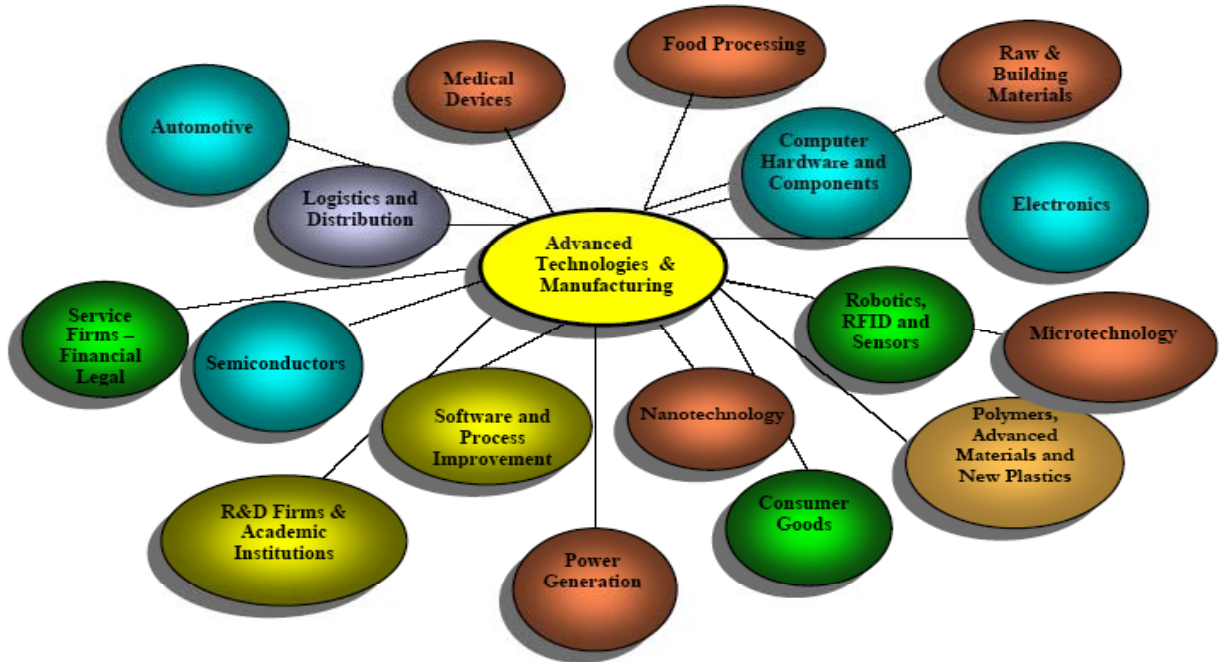 Food Processing
Raw &
Building
Materials
Medical
Devices
Automotive
Computer
Hardware and
Components
Logistics and
Distribution
Electronics
Advanced
Technologies &
Manufacturing
Service
Firms –
Financial
Legal
Semiconductors
Robotics,
RFID and
Sensors
Microtechnology
Software and
Process
Improvement
Nanotechnology
Polymers,
Advanced
Materials and
New Plastics
R&D Firms &
Academic
Institutions
Consumer
Goods
Power
Generation